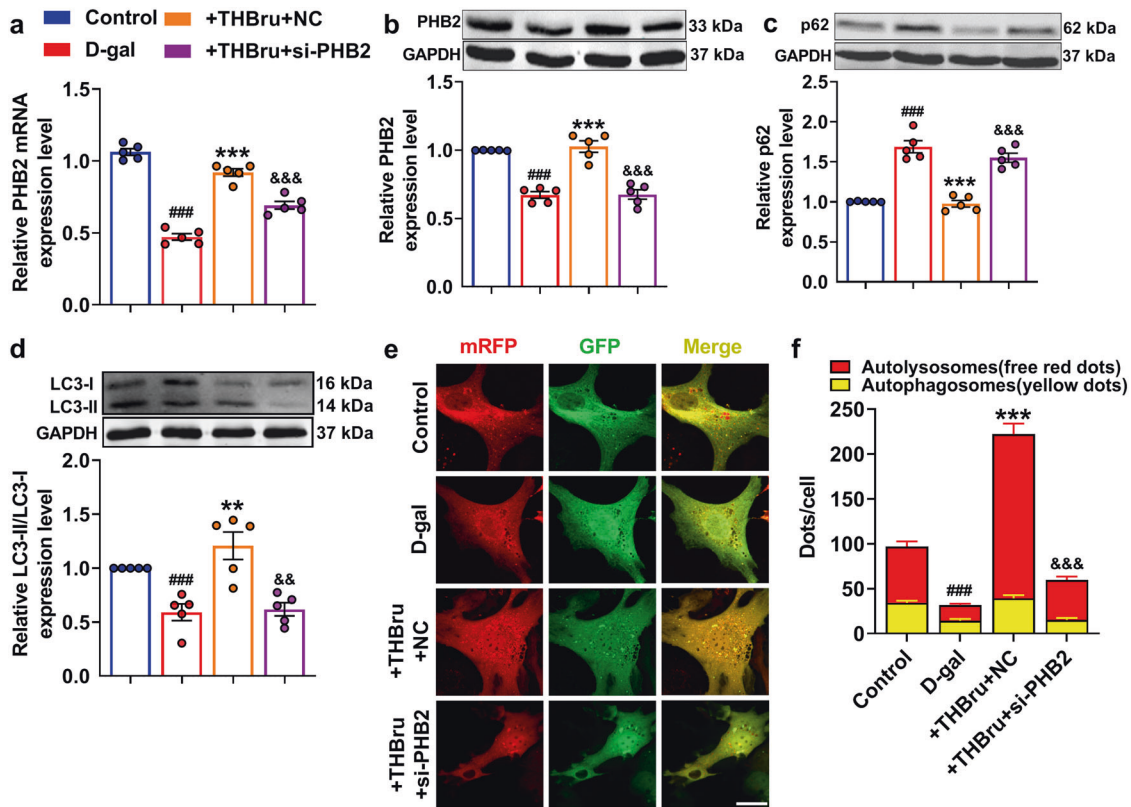 a
Control
+THBru+NC
D-gal
+THBru+si-PHB2
Relative PHB2 mRNA
expression level
1.5
1.0
0.5
0.0
###
***
&&&
b
PHB2
33 kDa
GAPDH
37 kDa
Relative PHB2
expression level
1.5
1.0
0.5
0.0
###
***
&&&
c
p62
62 kDa
GAPDH
37 kDa
Relative p62
expression level
2.5
2.0
1.5
1.0
0.5
0.0
###
***
&&&
d
LC3-I
16 kDa
LC3-II
14 kDa
GAPDH
37 kDa
Relative LC3-II/LC3-I
expression level
2.0
1.5
1.0
0.5
0.0
###
**
&&
e
mRFP
GFP
Merge
Control
D-gal
+THBru
+NC
+THBru
+si-PHB2
f
Autolysosomes(free red dots)
Autophagosomes(yellow dots)
Dots/cell
250
200
150
100
50
0
###
***
&&&
Control
D-gal
+THBru+NC
+THBru+si-PHB2